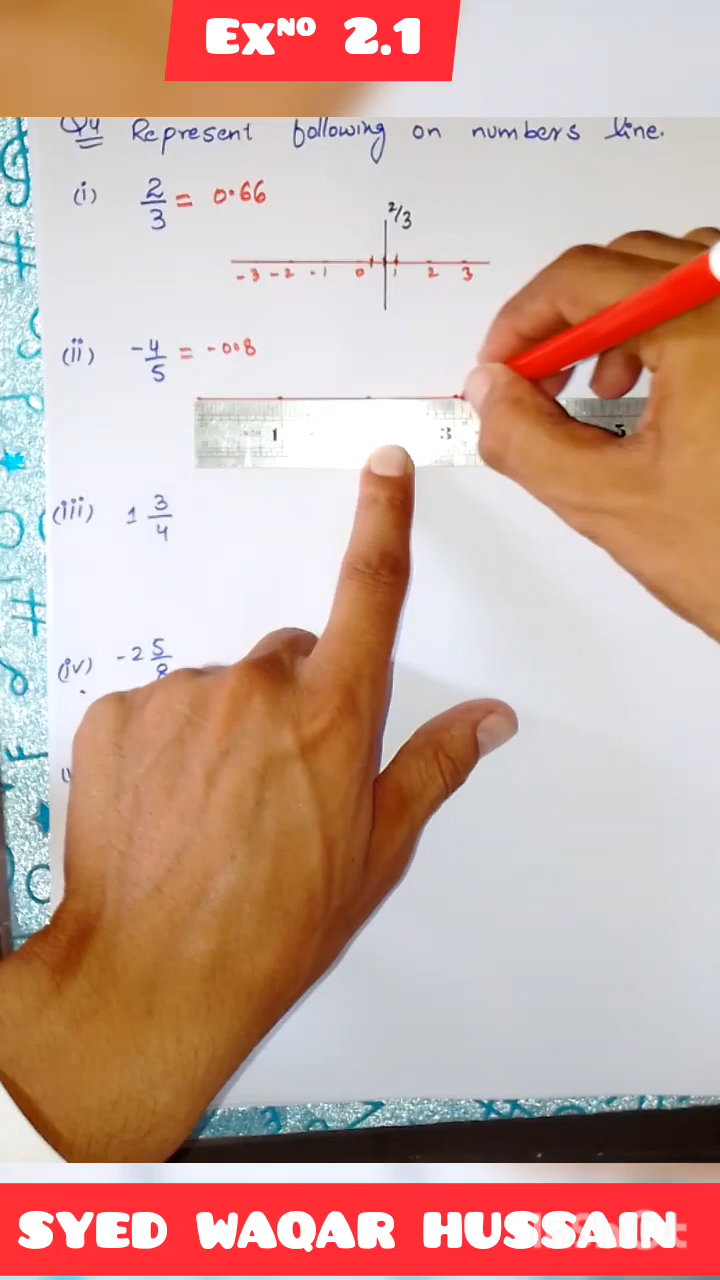 EXNO 2.1
Q4 Represent following on numbers line.
(i) 2/3 = 0.66
2/3
-3 -2 -1 0 1 2 3
(ii) -4/5 = -0.8
1 3 5
(iii) 1 3/4
(iv) -2 5/8
SYED WAQAR HUSSAIN